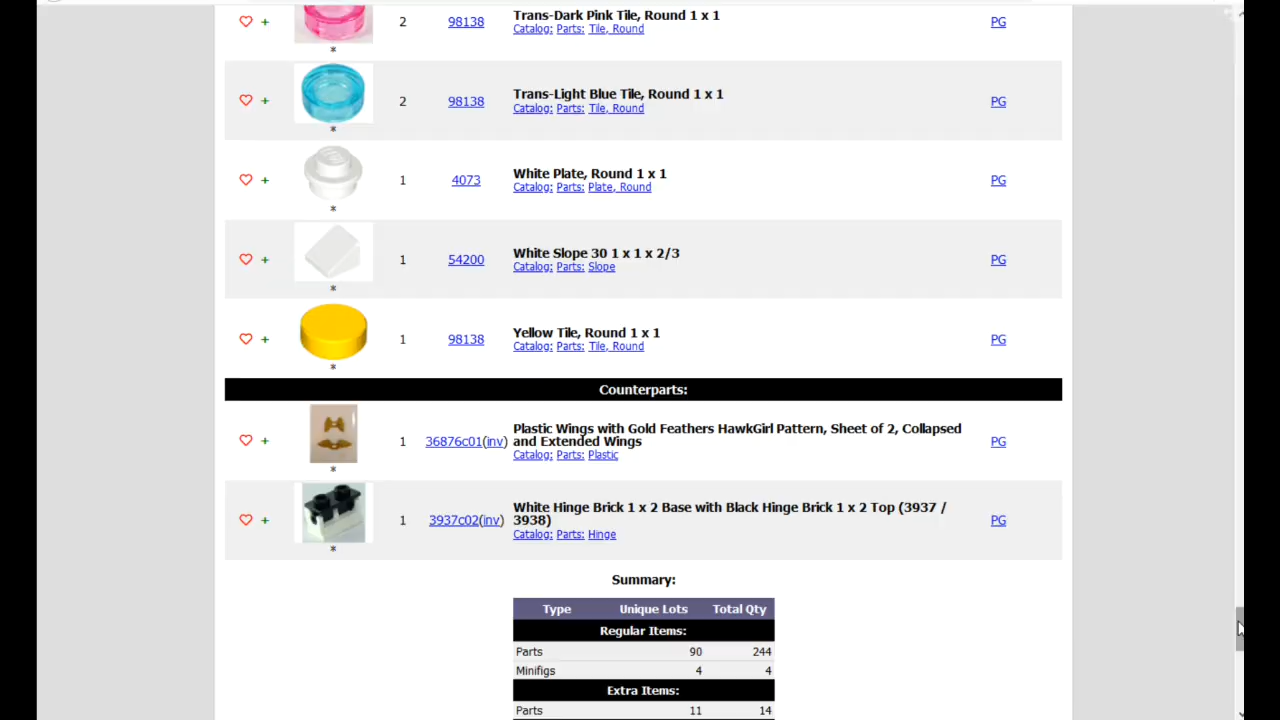 2 98138 Trans-Dark Pink Tile, Round 1 x 1 PG
Catalog: Parts: Tile, Round
*
2 98138 Trans-Light Blue Tile, Round 1 x 1 PG
Catalog: Parts: Tile, Round
*
1 4073 White Plate, Round 1 x 1 PG
Catalog: Parts: Plate, Round
*
1 54200 White Slope 30 1 x 1 x 2/3 PG
Catalog: Parts: Slope
*
1 98138 Yellow Tile, Round 1 x 1 PG
Catalog: Parts: Tile, Round
*
Counterparts:
Plastic Wings with Gold Feathers HawkGirl Pattern, Sheet of 2, Collapsed
1 36876c01(inv) and Extended Wings PG
Catalog: Parts: Plastic
*
White Hinge Brick 1 x 2 Base with Black Hinge Brick 1 x 2 Top (3937 /
1 3937c02(inv) 3938) PG
Catalog: Parts: Hinge
*
Summary:
Type Unique Lots Total Qty
Regular Items:
Parts 90 244
Minifigs 4 4
Extra Items:
Parts 11 14